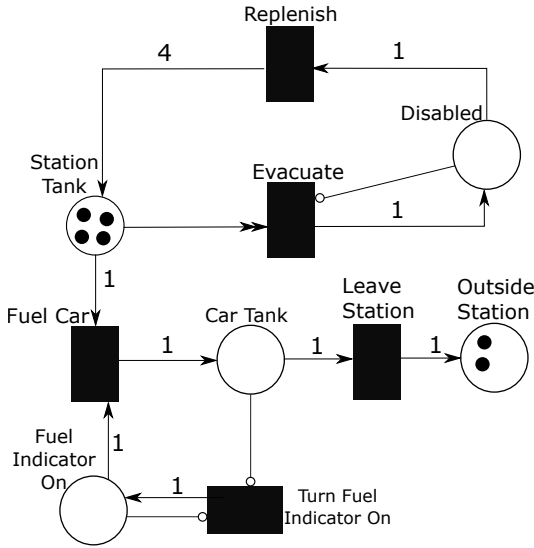 Replenish
4
1
Disabled
Station
Tank
Evacuate
1
1
Fuel Car
Car Tank
Leave
Station
Outside
Station
1
1
1
Fuel
Indicator
On
1
1
Turn Fuel
Indicator On